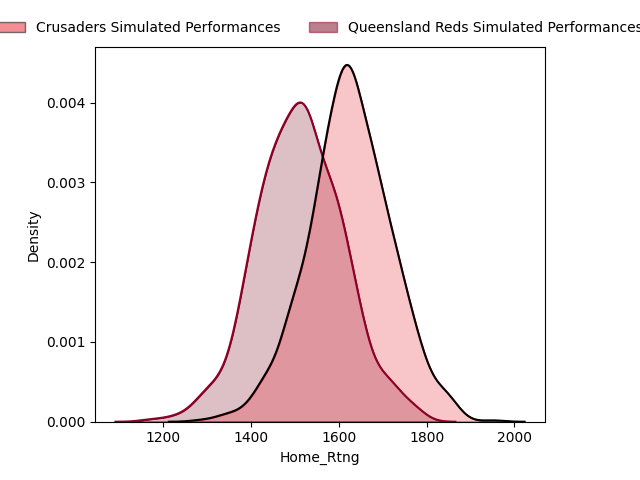 Crusaders Simulated Performances Queensland Reds Simulated Performances
0.004
0.003
0.002
0.001
0.000
Density
1200 1400 1600 1800 2000
Home_Rtng